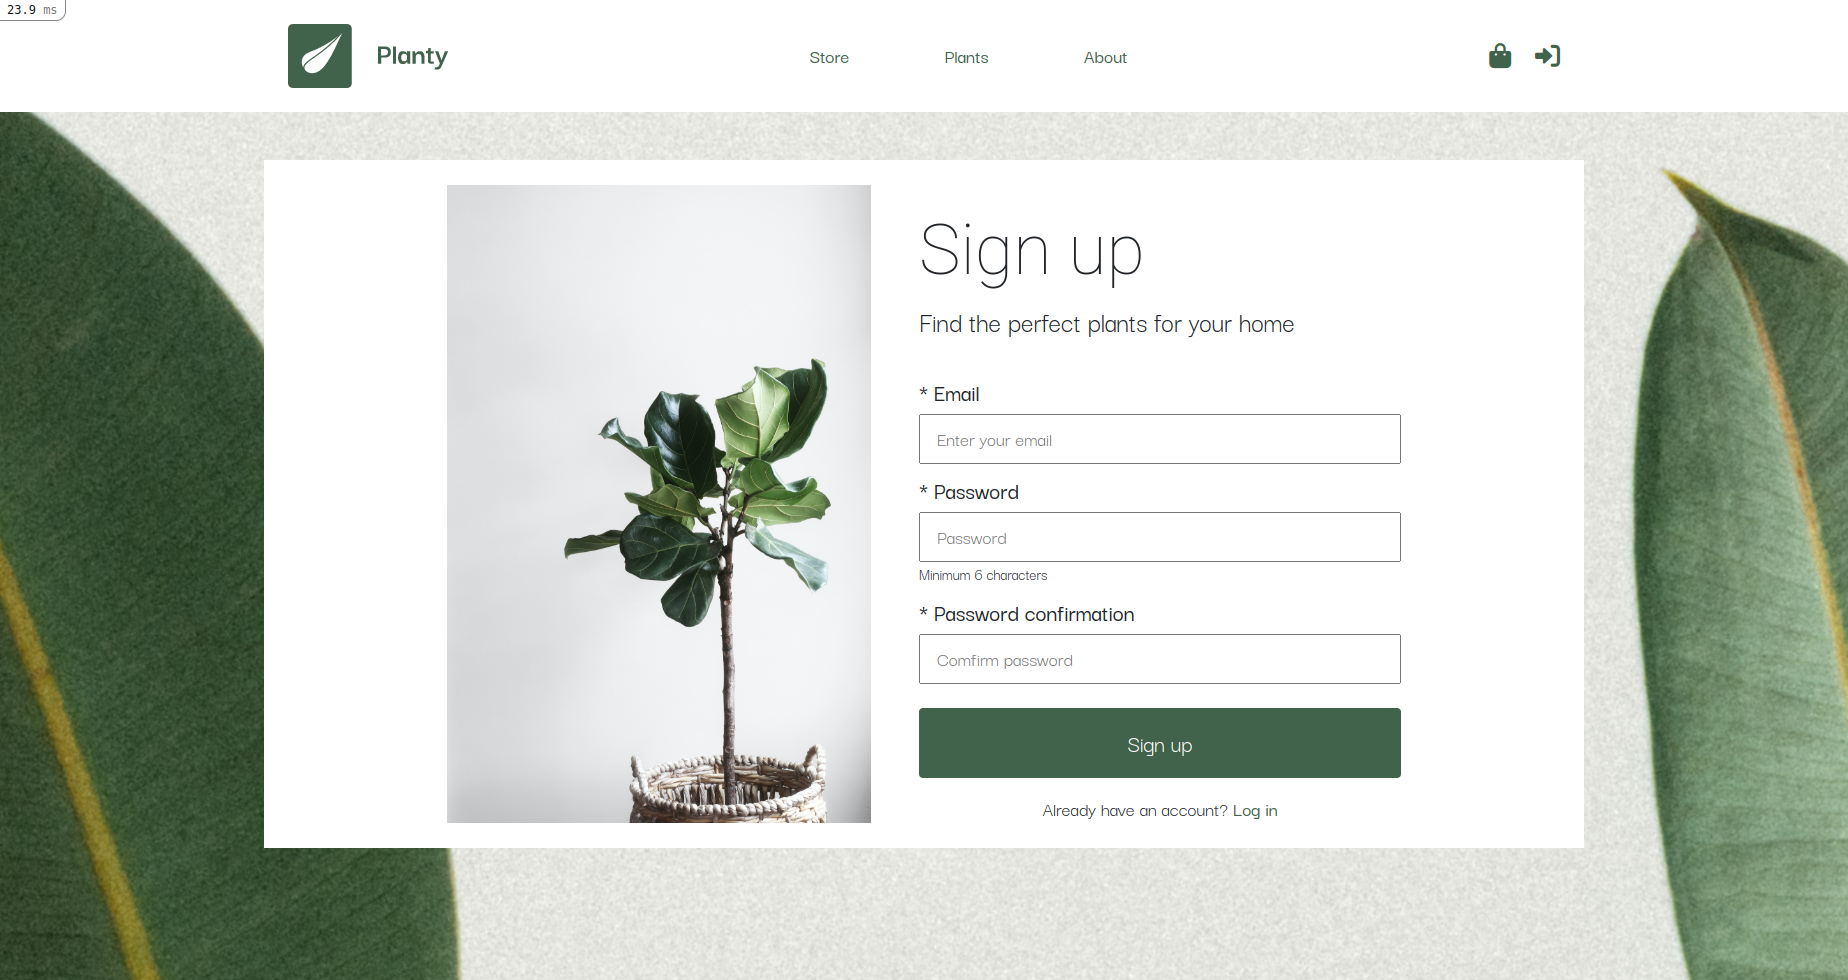 23.9 ms
Planty
Store
Plants
About
Sign up
Find the perfect plants for your home
* Email
Enter your email
* Password
Password
Minimum 6 characters
* Password confirmation
Comfirm password
Sign up
Already have an account? Log in